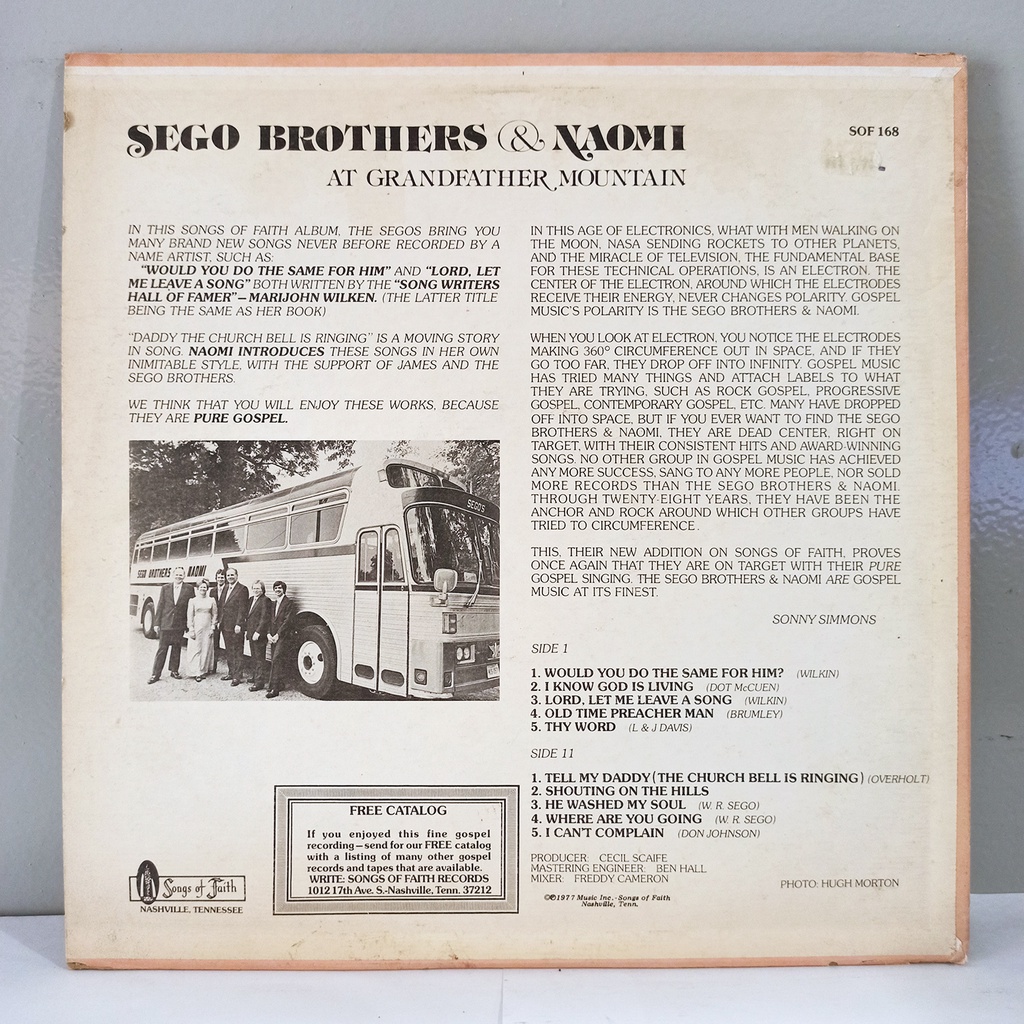 SEGO BROTHERS & NAOMI
AT GRANDFATHER MOUNTAIN
SOF 168
IN THIS SONGS OF FAITH ALBUM, THE SEGOS BRING YOU
MANY BRAND NEW SONGS NEVER BEFORE RECORDED BY A
NAME ARTIST, SUCH AS:
"WOULD YOU DO THE SAME FOR HIM" AND "LORD, LET
ME LEAVE A SONG" BOTH WRITTEN BY THE "SONG WRITERS
HALL OF FAMER"—MARIJOHN WILKEN. (THE LATTER TITLE
BEING THE SAME AS HER BOOK)
"DADDY THE CHURCH BELL IS RINGING" IS A MOVING STORY
IN SONG. NAOMI INTRODUCES THESE SONGS IN HER OWN
INIMITABLE STYLE, WITH THE SUPPORT OF JAMES AND THE
SEGO BROTHERS.
WE THINK THAT YOU WILL ENJOY THESE WORKS, BECAUSE
THEY ARE PURE GOSPEL.
SEGO'S
SEGO BROTHERS & NAOMI
FREE CATALOG
If you enjoyed this fine gospel
recording—send for our FREE catalog
with a listing of many other gospel
records and tapes that are available.
WRITE: SONGS OF FAITH RECORDS
1012 17th Ave. S.-Nashville, Tenn. 37212
Songs of Faith
NASHVILLE, TENNESSEE
IN THIS AGE OF ELECTRONICS, WHAT WITH MEN WALKING ON
THE MOON, NASA SENDING ROCKETS TO OTHER PLANETS,
AND THE MIRACLE OF TELEVISION, THE FUNDAMENTAL BASE
FOR THESE TECHNICAL OPERATIONS, IS AN ELECTRON. THE
CENTER OF THE ELECTRON, AROUND WHICH THE ELECTRODES
RECEIVE THEIR ENERGY, NEVER CHANGES POLARITY. GOSPEL
MUSIC'S POLARITY IS THE SEGO BROTHERS & NAOMI.
WHEN YOU LOOK AT ELECTRON, YOU NOTICE THE ELECTRODES
MAKING 360° CIRCUMFERENCE OUT IN SPACE, AND IF THEY
GO TOO FAR, THEY DROP OFF INTO INFINITY. GOSPEL MUSIC
HAS TRIED MANY THINGS AND ATTACH LABELS TO WHAT
THEY ARE TRYING, SUCH AS ROCK GOSPEL, PROGRESSIVE
GOSPEL, CONTEMPORARY GOSPEL, ETC. MANY HAVE DROPPED
OFF INTO SPACE, BUT IF YOU EVER WANT TO FIND THE SEGO
BROTHERS & NAOMI, THEY ARE DEAD CENTER, RIGHT ON
TARGET, WITH THEIR CONSISTENT HITS AND AWARD-WINNING
SONGS. NO OTHER GROUP IN GOSPEL MUSIC HAS ACHIEVED
ANY MORE SUCCESS, SANG TO ANY MORE PEOPLE, NOR SOLD
MORE RECORDS THAN THE SEGO BROTHERS & NAOMI.
THROUGH TWENTY-EIGHT YEARS, THEY HAVE BEEN THE
ANCHOR AND ROCK AROUND WHICH OTHER GROUPS HAVE
TRIED TO CIRCUMFERENCE.
THIS, THEIR NEW ADDITION ON SONGS OF FAITH, PROVES
ONCE AGAIN THAT THEY ARE ON TARGET WITH THEIR PURE
GOSPEL SINGING. THE SEGO BROTHERS & NAOMI ARE GOSPEL
MUSIC AT ITS FINEST.
SONNY SIMMONS
SIDE 1
1. WOULD YOU DO THE SAME FOR HIM? (WILKIN)
2. I KNOW GOD IS LIVING (DOT McCUEN)
3. LORD, LET ME LEAVE A SONG (WILKIN)
4. OLD TIME PREACHER MAN (BRUMLEY)
5. THY WORD (L & J DAVIS)
SIDE 11
1. TELL MY DADDY (THE CHURCH BELL IS RINGING) (OVERHOLT)
2. SHOUTING ON THE HILLS
3. HE WASHED MY SOUL (W. R. SEGO)
4. WHERE ARE YOU GOING (W. R. SEGO)
5. I CAN'T COMPLAIN (DON JOHNSON)
PRODUCER: CECIL SCAIFE
MASTERING ENGINEER: BEN HALL
MIXER: FREDDY CAMERON
PHOTO: HUGH MORTON
©℗1977 Music Inc.-Songs of Faith
Nashville, Tenn.